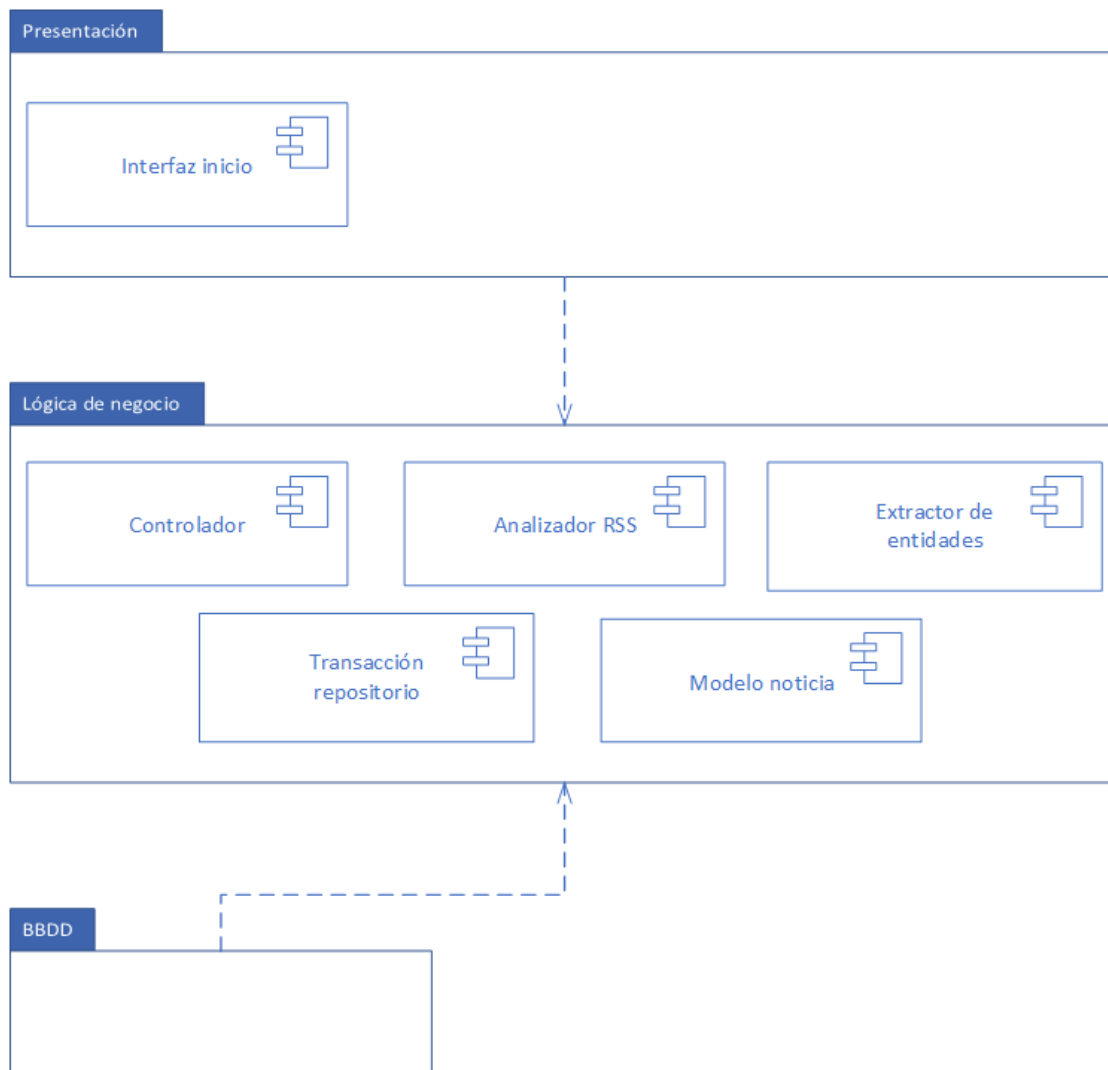 Presentación
Interfaz inicio
Lógica de negocio
Controlador
Analizador RSS
Extractor de
entidades
Transacción
repositorio
Modelo noticia
BBDD